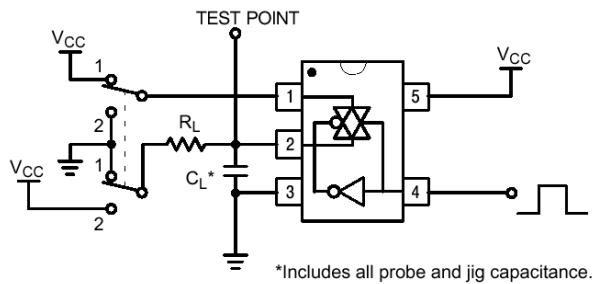 TEST POINT
VCC
VCC
1
1
5
RL
2
2
1
VCC
CL*
3
4
2
*Includes all probe and jig capacitance.